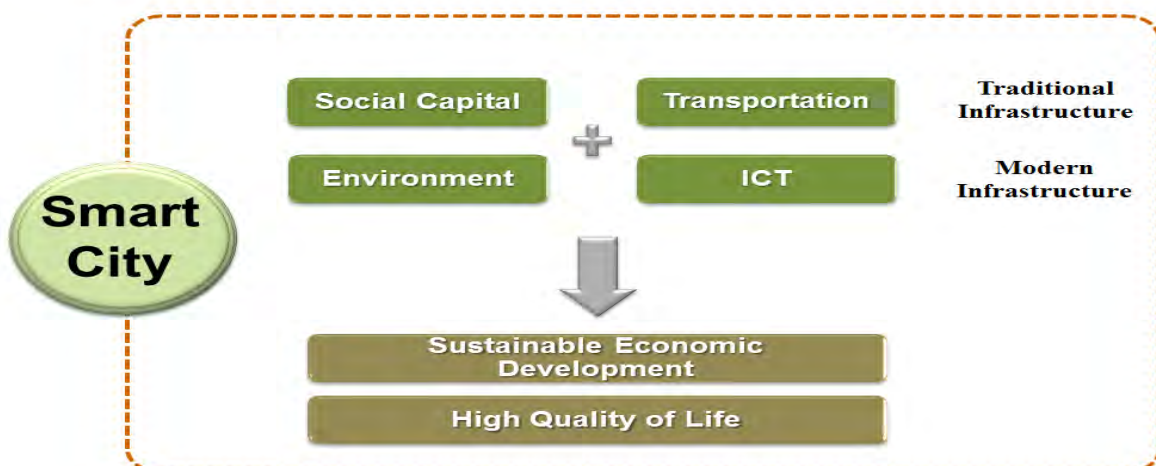 Social Capital
Transportation
Traditional
Infrastructure
Environment
ICT
Modern
Infrastructure
Smart
City
Sustainable Economic
Development
High Quality of Life